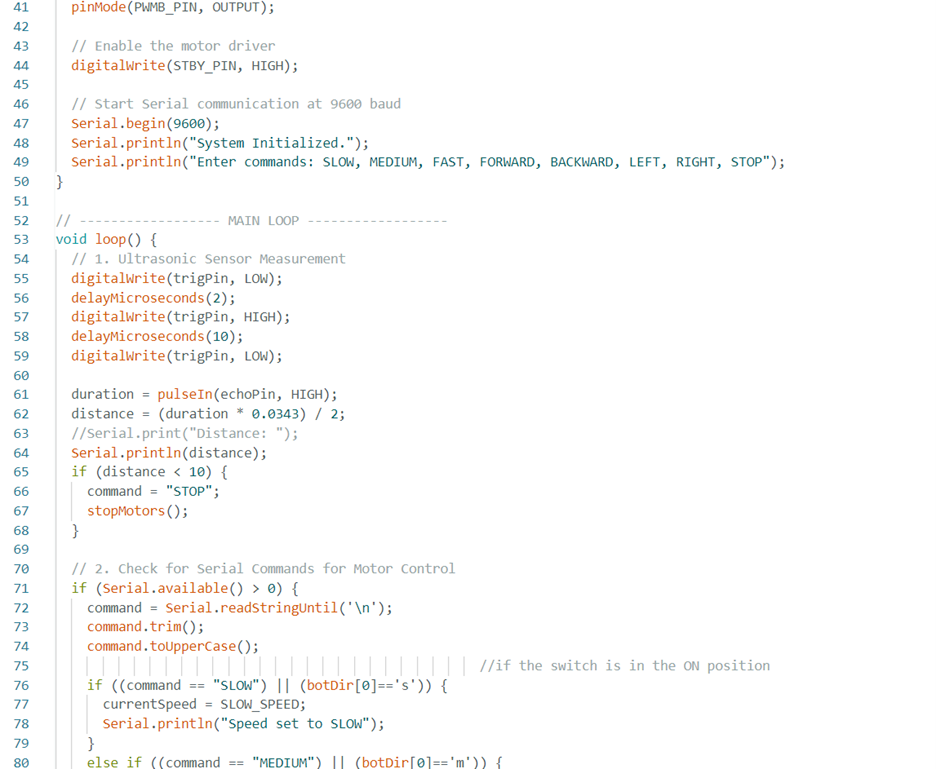 41 pinMode(PWMB_PIN, OUTPUT);
42
43 // Enable the motor driver
44 digitalWrite(STBY_PIN, HIGH);
45
46 // Start Serial communication at 9600 baud
47 Serial.begin(9600);
48 Serial.println("System Initialized.");
49 Serial.println("Enter commands: SLOW, MEDIUM, FAST, FORWARD, BACKWARD, LEFT, RIGHT, STOP");
50 }
51
52 // ------------------ MAIN LOOP ------------------
53 void loop() {
54 // 1. Ultrasonic Sensor Measurement
55 digitalWrite(trigPin, LOW);
56 delayMicroseconds(2);
57 digitalWrite(trigPin, HIGH);
58 delayMicroseconds(10);
59 digitalWrite(trigPin, LOW);
60
61 duration = pulseIn(echoPin, HIGH);
62 distance = (duration * 0.0343) / 2;
63 //Serial.print("Distance: ");
64 Serial.println(distance);
65 if (distance < 10) {
66 command = "STOP";
67 stopMotors();
68 }
69
70 // 2. Check for Serial Commands for Motor Control
71 if (Serial.available() > 0) {
72 command = Serial.readStringUntil('\n');
73 command.trim();
74 command.toUpperCase();
75 //if the switch is in the ON position
76 if ((command == "SLOW") || (botDir[0]=='s')) {
77 currentSpeed = SLOW_SPEED;
78 Serial.println("Speed set to SLOW");
79 }
80 else if ((command == "MEDIUM") || (botDir[0]=='m')) {